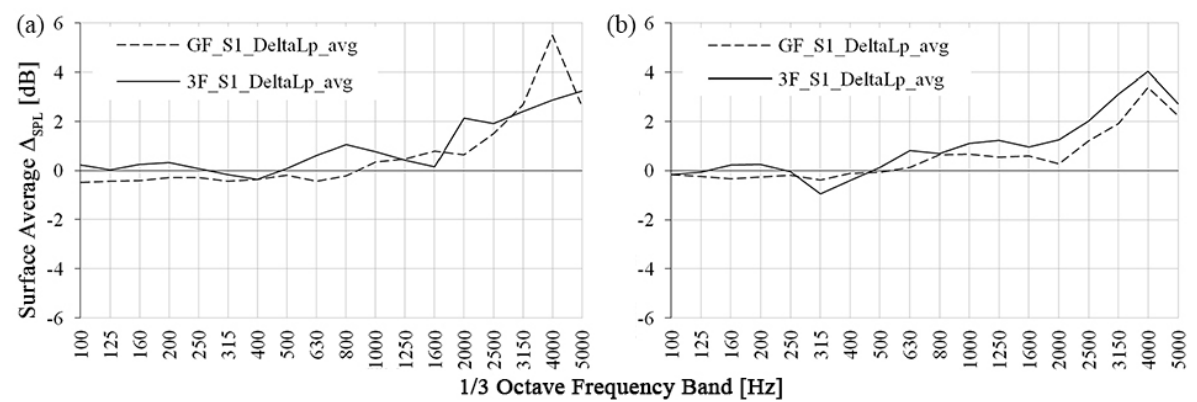 (a)
Surface Average Δ_SPL [dB]
6
4
2
0
-2
-4
-6
GF_S1_DeltaLp_avg
3F_S1_DeltaLp_avg
100 125 160 200 250 315 400 500 630 800 1000 1250 1600 2000 2500 3150 4000 5000
(b)
6
4
2
0
-2
-4
-6
GF_S1_DeltaLp_avg
3F_S1_DeltaLp_avg
100 125 160 200 250 315 400 500 630 800 1000 1250 1600 2000 2500 3150 4000 5000
1/3 Octave Frequency Band [Hz]